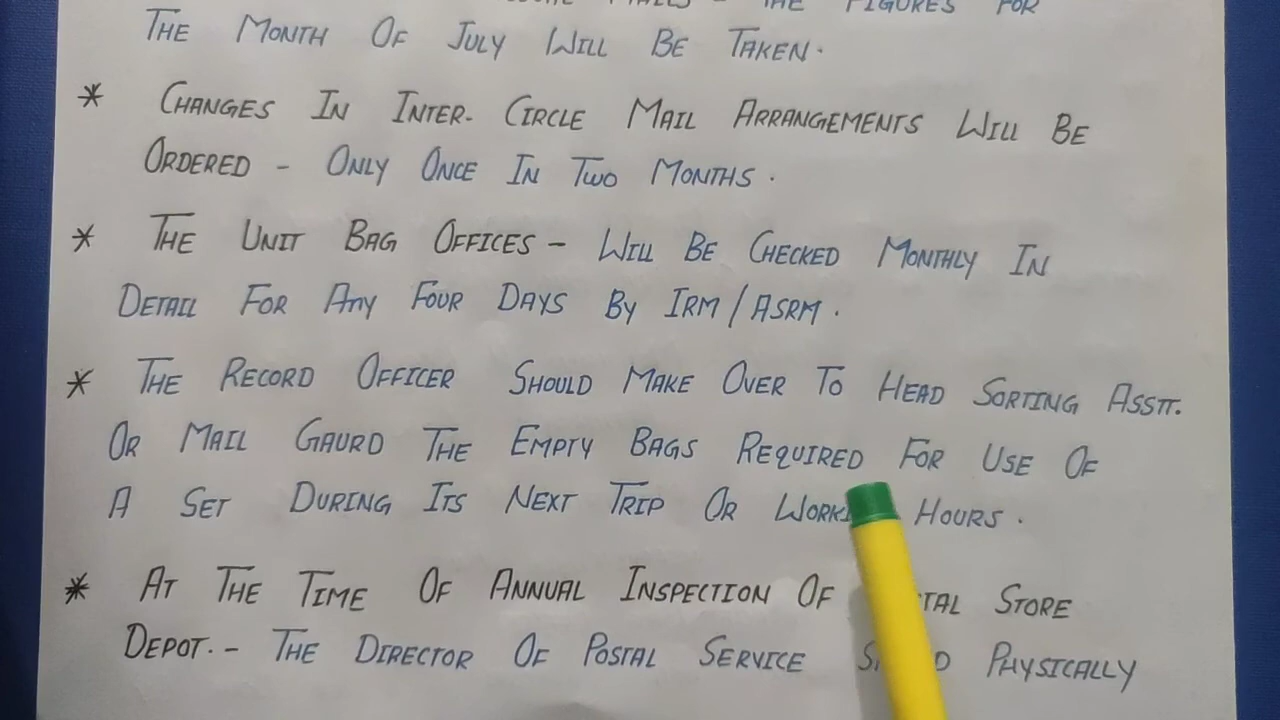 - THE FIGURES FOR
THE MONTH OF JULY WILL BE TAKEN.
* CHANGES IN INTER- CIRCLE MAIL ARRANGEMENTS WILL BE
ORDERED - ONLY ONCE IN TWO MONTHS.
* THE UNIT BAG OFFICES - WILL BE CHECKED MONTHLY IN
DETAIL FOR ANY FOUR DAYS BY IRM/ASRM.
* THE RECORD OFFICER SHOULD MAKE OVER TO HEAD SORTING ASSTT.
OR MAIL GAURD THE EMPTY BAGS REQUIRED FOR USE OF
A SET DURING ITS NEXT TRIP OR HOURS.
* AT THE TIME OF ANNUAL INSPECTION OF STORE
DEPOT. - THE DIRECTOR OF POSTAL SERVICE PHYSICALLY